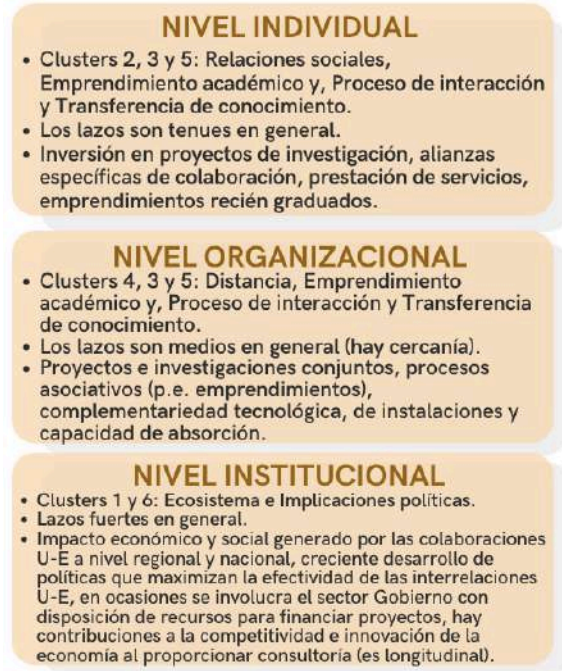 NIVEL INDIVIDUAL
• Clusters 2, 3 y 5: Relaciones sociales,
Emprendimiento académico y, Proceso de interacción
y Transferencia de conocimiento.
• Los lazos son tenues en general.
• Inversión en proyectos de investigación, alianzas
específicas de colaboración, prestación de servicios,
emprendimientos recién graduados.
NIVEL ORGANIZACIONAL
• Clusters 4, 3 y 5: Distancia, Emprendimiento
académico y, Proceso de interacción y Transferencia
de conocimiento.
• Los lazos son medios en general (hay cercanía).
• Proyectos e investigaciones conjuntos, procesos
asociativos (p.e. emprendimientos),
complementariedad tecnológica, de instalaciones y
capacidad de absorción.
NIVEL INSTITUCIONAL
• Clusters 1 y 6: Ecosistema e Implicaciones políticas.
• Lazos fuertes en general.
• Impacto económico y social generado por las colaboraciones
U-E a nivel regional y nacional, creciente desarrollo de
políticas que maximizan la efectividad de las interrelaciones
U-E, en ocasiones se involucra el sector Gobierno con
disposición de recursos para financiar proyectos, hay
contribuciones a la competitividad e innovación de la
economía al proporcionar consultoría (es longitudinal).